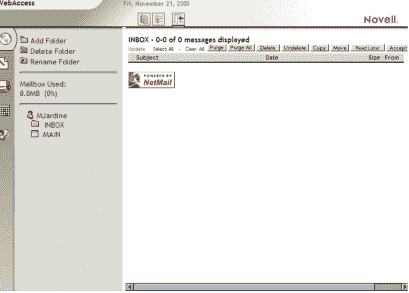 WebAccess
Fri, November 21, 2003
Novell.
Add Folder
Delete Folder
Rename Folder
Mailbox Used:
0.0MB (0%)
MJardine
INBOX
MAIN
INBOX - 0-0 of 0 messages displayed
Update Select All - Clear All Purge Purge All Delete Undelete Copy Move Read Later Accept
Subject Date Size From
POWERED BY
NetMail